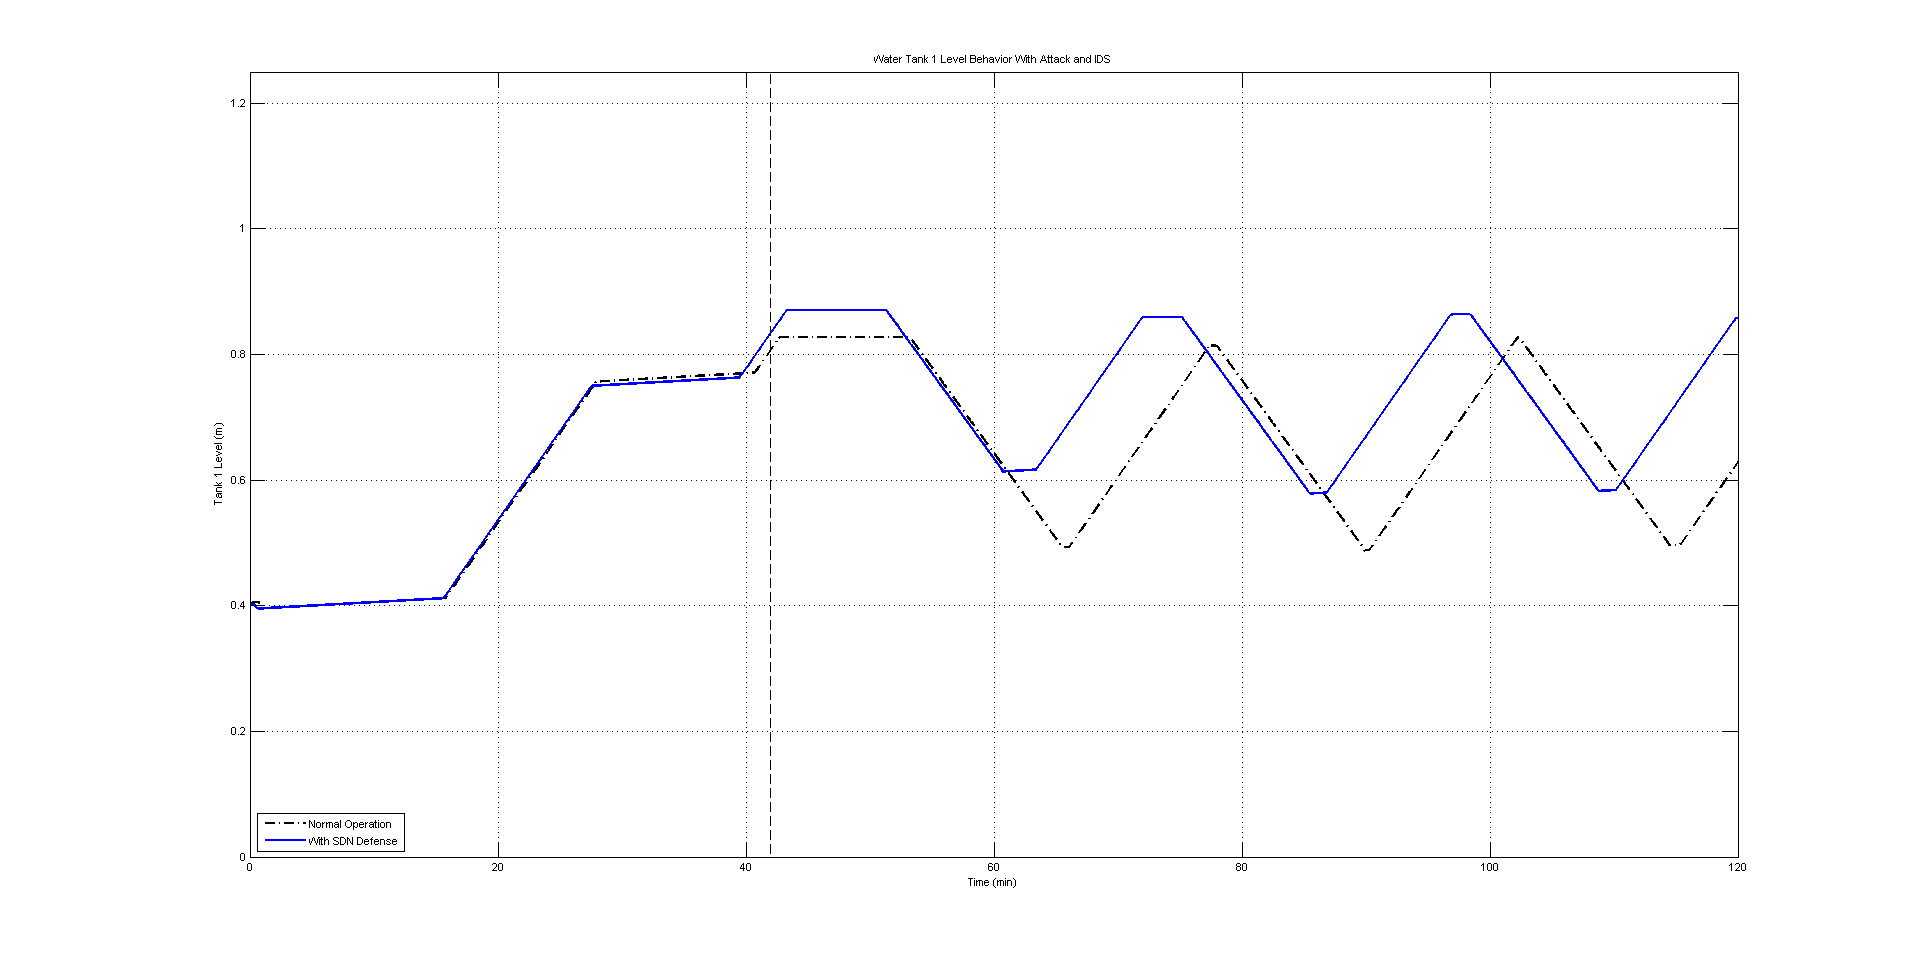 Water Tank 1 Level Behavior With Attack and IDS
1.2
1
0.8
0.6
0.4
0.2
0
Tank 1 Level (m)
Normal Operation
With SDN Defense
0 20 40 60 80 100 120
Time (min)